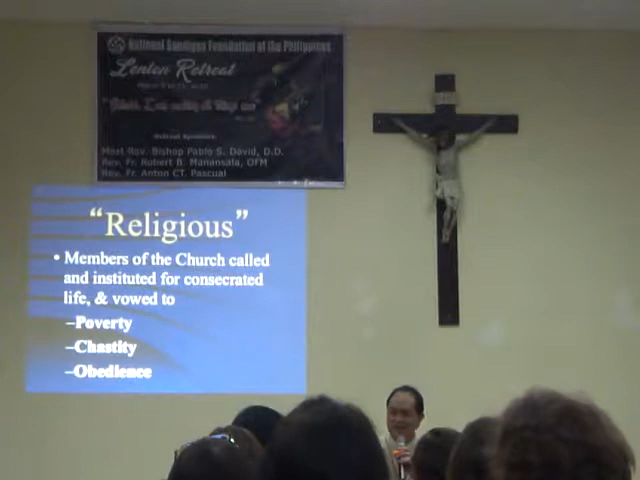 National Sandigan Foundation of the Philippines
Lenten Retreat
Retreat Speakers:
Most Rev. Bishop Pablo S. David, D.D.
Rev. Fr. Robert B. Manansala, OFM
Rev. Fr. Anton CT. Pascual
“Religious”
• Members of the Church called
and instituted for consecrated
life, & vowed to
–Poverty
–Chastity
–Obedience